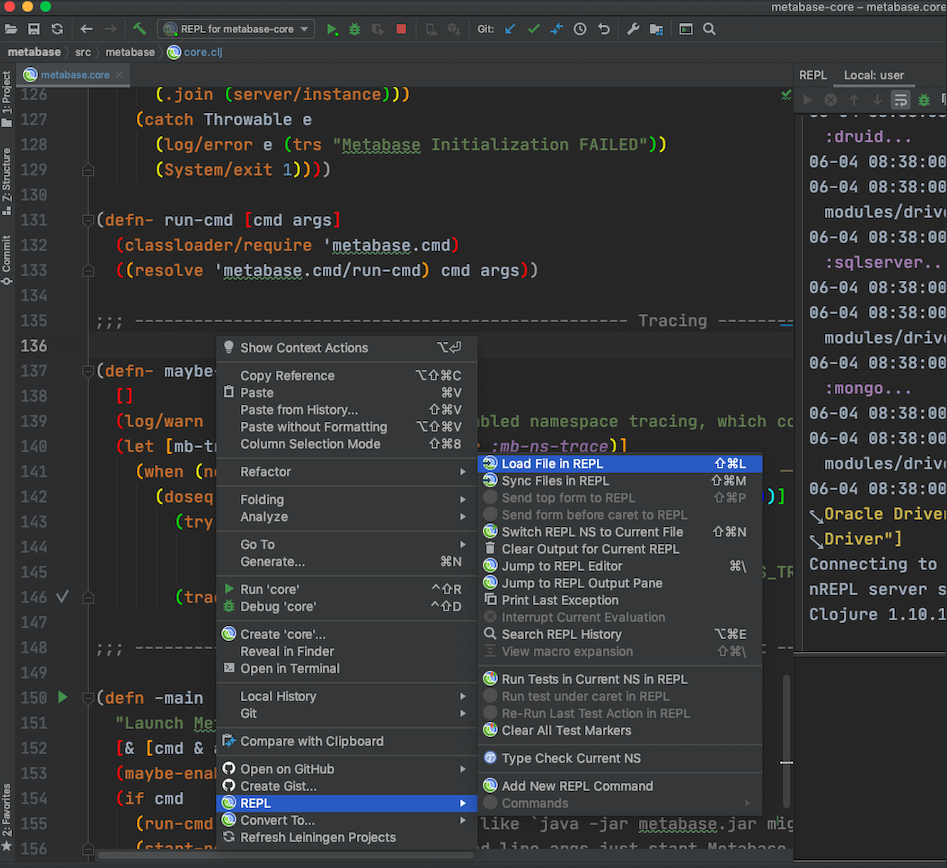 metabase-core – metabase.core
REPL for metabase-core
Git:
metabase
src
metabase
core.clj
metabase.core
REPL
Local: user
1: Project
Z: Structure
Commit
2: Favorites
126 (.join (server/instance)))
127 (catch Throwable e
128 (log/error e (trs "Metabase Initialization FAILED"))
129 (System/exit 1))))
130
131 (defn- run-cmd [cmd args]
132 (classloader/require 'metabase.cmd)
133 ((resolve 'metabase.cmd/run-cmd) cmd args))
134
135 ;;; -------------------------------------------------- Tracing --------
136
137 (defn- maybe-
138 []
139 (log/warn bled namespace tracing, which co
140 (let [mb-tr :mb-ns-trace)]
141 (when (no
142 (doseq )]
143 (try
144
145 S_TR
146 (trac
147
148 ;;; --
149
150 (defn -main
151 "Launch Met
152 [& [cmd & a
153 (maybe-enab
154 (if cmd
155 (run-cmd like `java -jar metabase.jar mig
156 (start-no d line args just start Metabase
Show Context Actions ⌥⏎
Copy Reference ⌥⇧⌘C
Paste ⌘V
Paste from History... ⇧⌘V
Paste without Formatting ⌥⇧⌘V
Column Selection Mode ⇧⌘8
Refactor
Folding
Analyze
Go To
Generate... ⌘N
Run 'core' ^⇧R
Debug 'core' ^⇧D
Create 'core'...
Reveal in Finder
Open in Terminal
Local History
Git
Compare with Clipboard
Open on GitHub
Create Gist...
REPL
Convert To...
Refresh Leiningen Projects
Load File in REPL ⇧⌘L
Sync Files in REPL ⇧⌘M
Send top form to REPL ⇧⌘P
Send form before caret to REPL
Switch REPL NS to Current File ⇧⌘N
Clear Output for Current REPL
Jump to REPL Editor ⌘\
Jump to REPL Output Pane
Print Last Exception
Interrupt Current Evaluation
Search REPL History ⌥⌘E
View macro expansion ⇧⌘\
Run Tests in Current NS in REPL
Run test under caret in REPL
Re-Run Last Test Action in REPL
Clear All Test Markers
Type Check Current NS
Add New REPL Command
Commands
:druid...
06-04 08:38:00
06-04 08:38:00
modules/drive
06-04 08:38:00
:sqlserver..
06-04 08:38:00
06-04 08:38:00
modules/drive
06-04 08:38:00
:mongo...
06-04 08:38:00
06-04 08:38:00
modules/drive
06-04 08:38:00
Oracle Driver
Driver"]
Connecting to
nREPL server s
Clojure 1.10.1